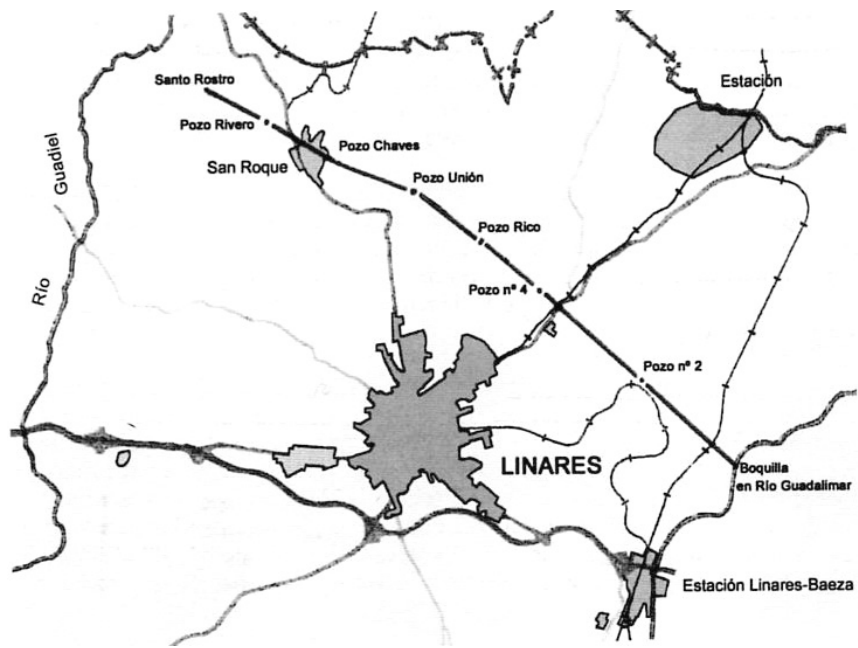 Santo Rostro
Estación
Pozo Rivero
Pozo Chaves
San Roque
Guadiel
Río
Pozo Unión
Pozo Rico
Pozo nº 4
Pozo nº 2
LINARES
Boquilla
en Río Guadalimar
Estación Linares-Baeza